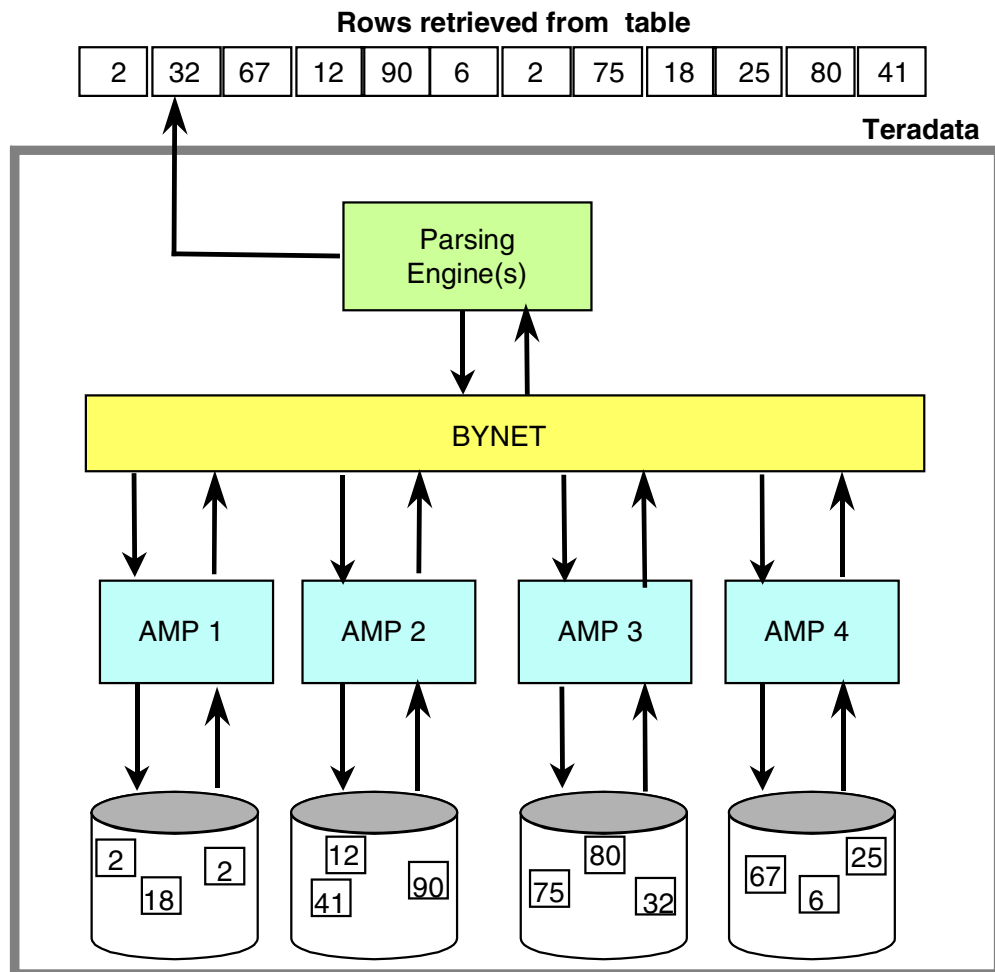 Rows retrieved from table
2 32 67 12 90 6 2 75 18 25 80 41
Teradata
Parsing
Engine(s)
BYNET
AMP 1 AMP 2 AMP 3 AMP 4
2 2 18
12 41 90
80 75 32
25 67 6